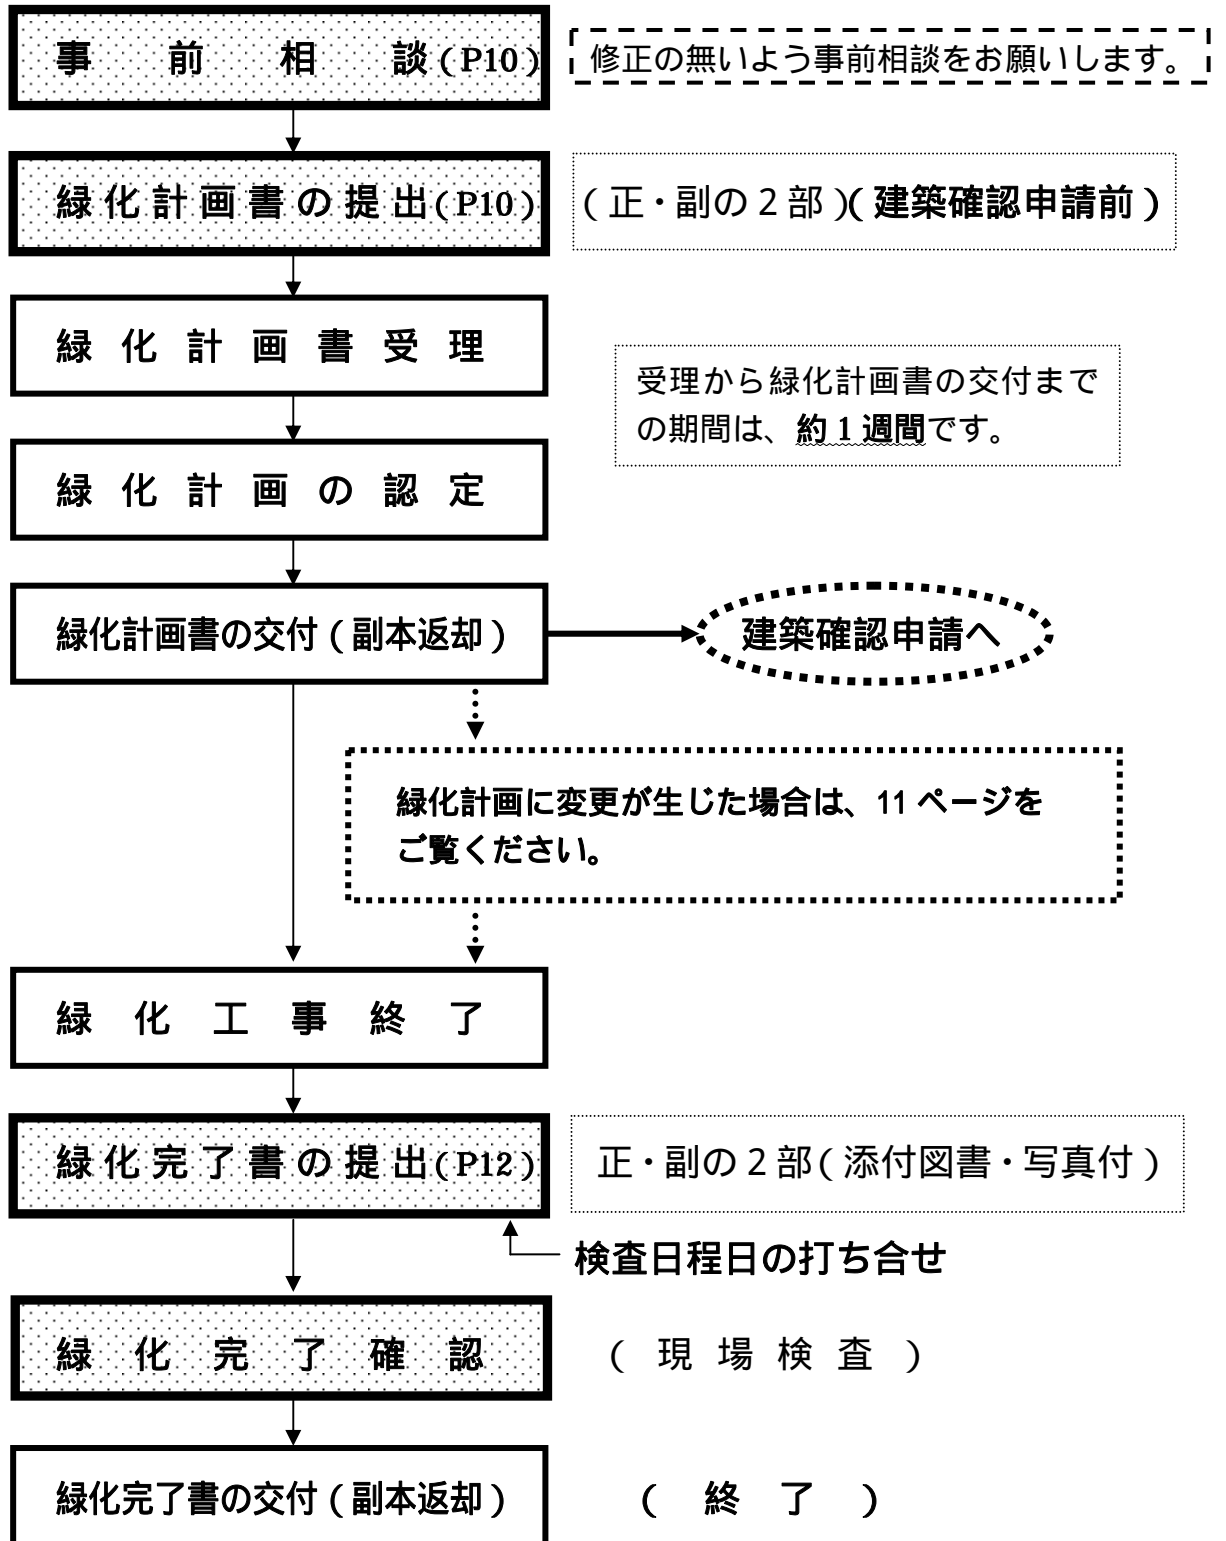 事前相談(P10)
修正の無いよう事前相談をお願いします。
緑化計画書の提出(P10)
(正・副の2部)(建築確認申請前)
緑化計画書受理
受理から緑化計画書の交付まで
の期間は、約1週間です。
緑化計画の認定
緑化計画書の交付(副本返却)
建築確認申請へ
緑化計画に変更が生じた場合は、11ページを
ご覧ください。
緑化工事終了
緑化完了書の提出(P12)
正・副の2部(添付図書・写真付)
検査日程日の打ち合せ
緑化完了確認
(現場検査)
緑化完了書の交付(副本返却)
(終了)